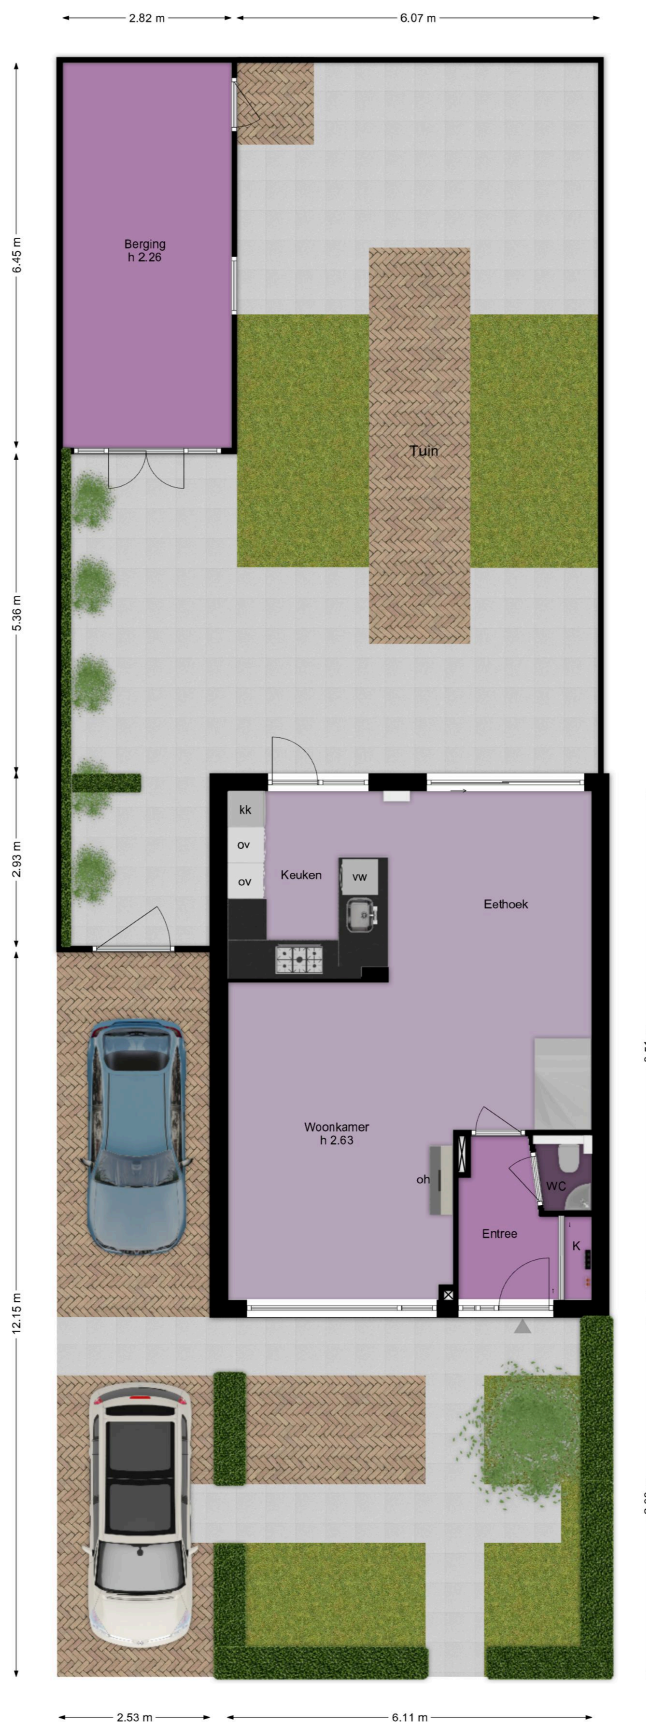 2.82 m
6.07 m
6.45 m
Berging
h 2.26
Tuin
5.36 m
2.93 m
kk
ov
ov
Keuken
vw
Eethoek
Woonkamer
h 2.63
oh
WC
Entree
K
12.15 m
2.53 m
6.11 m